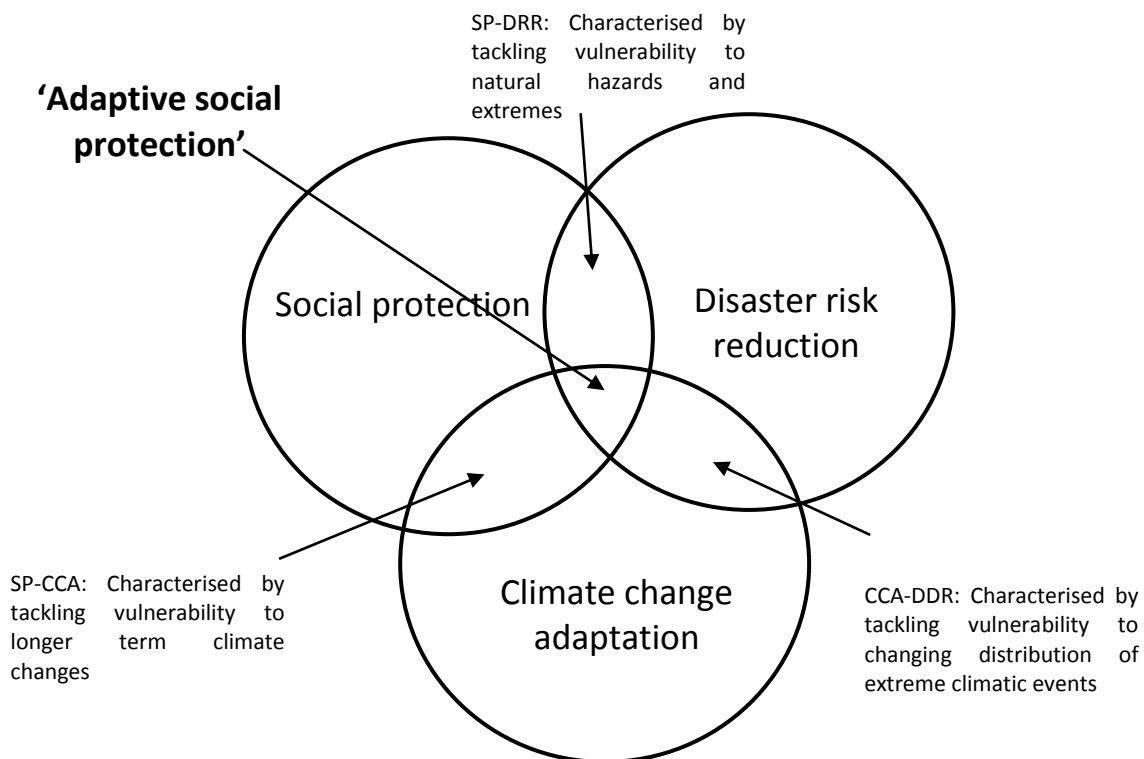 SP-DRR: Characterised by
tackling vulnerability to
natural hazards and
extremes
‘Adaptive social
protection’
Social protection
Disaster risk
reduction
SP-CCA: Characterised by
tackling vulnerability to
longer term climate
changes
Climate change
adaptation
CCA-DDR: Characterised by
tackling vulnerability to
changing distribution of
extreme climatic events